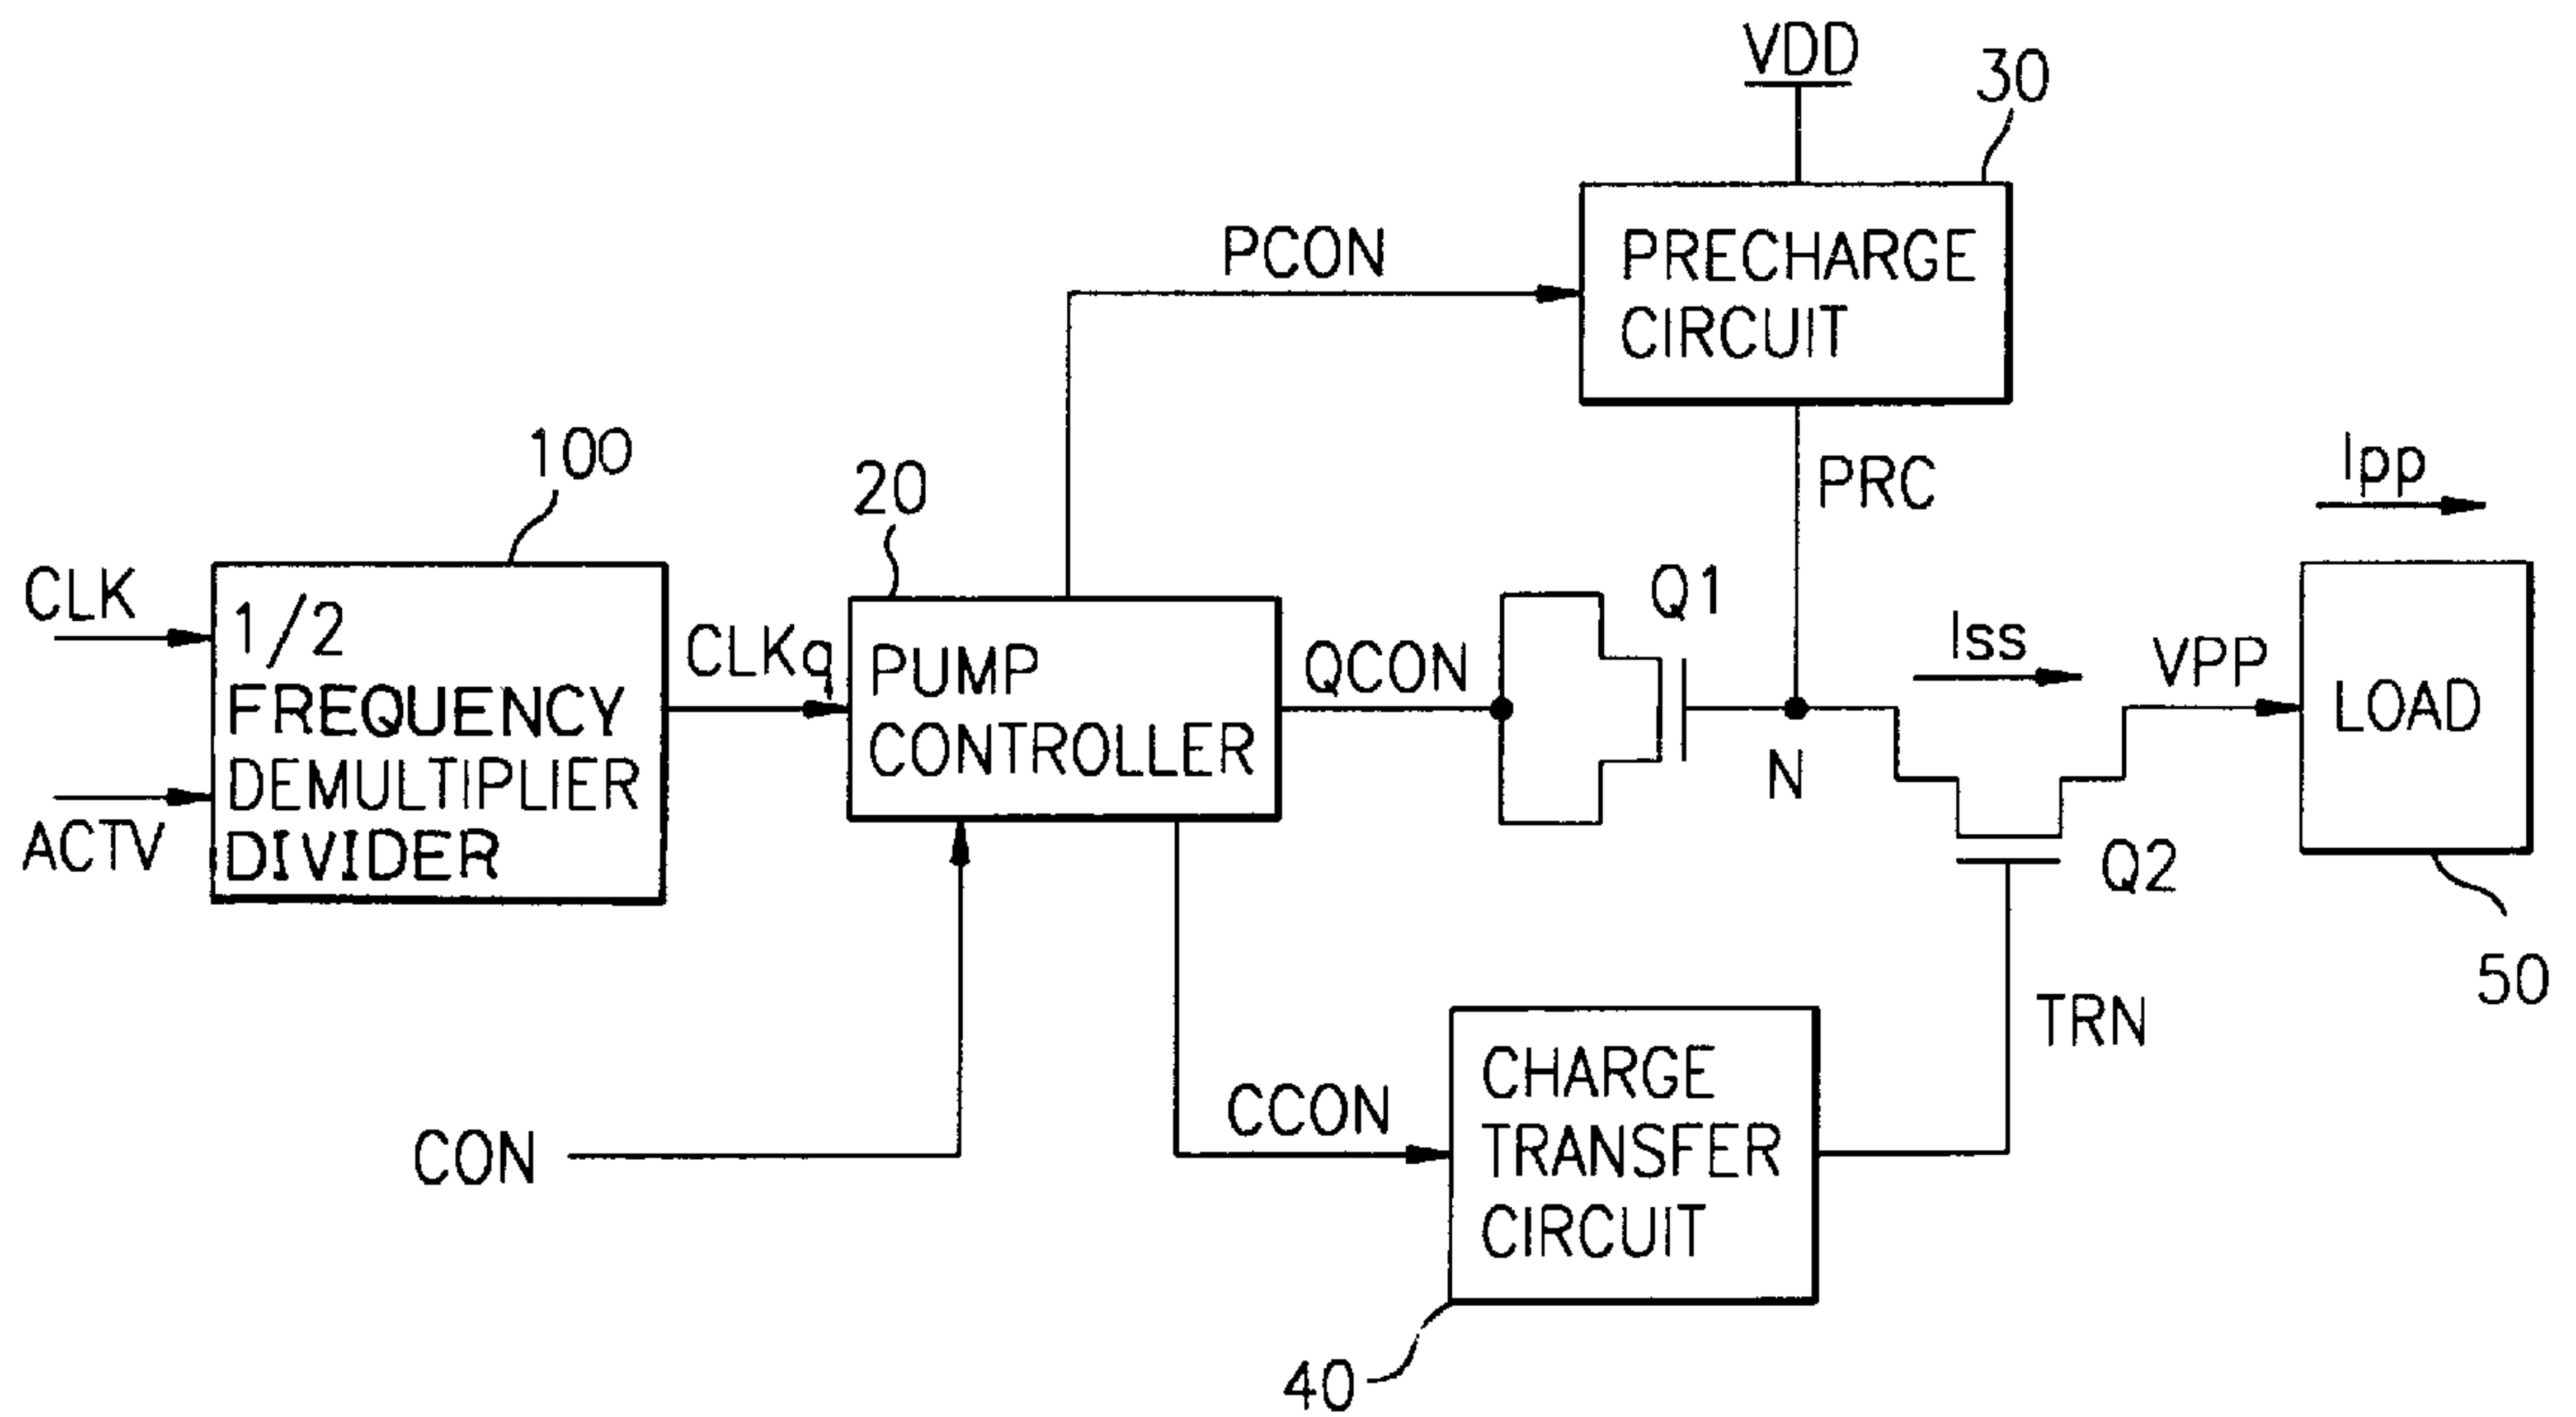 VDD
30
PCON
PRECHARGE
CIRCUIT
100
20
PRC
Ipp
CLK
1/2
FREQUENCY
DEMULTIPLIER
DIVIDER
ACTV
CLKq
PUMP
CONTROLLER
QCON
Q1
N
Iss
VPP
LOAD
Q2
50
TRN
CON
CCON
CHARGE
TRANSFER
CIRCUIT
40